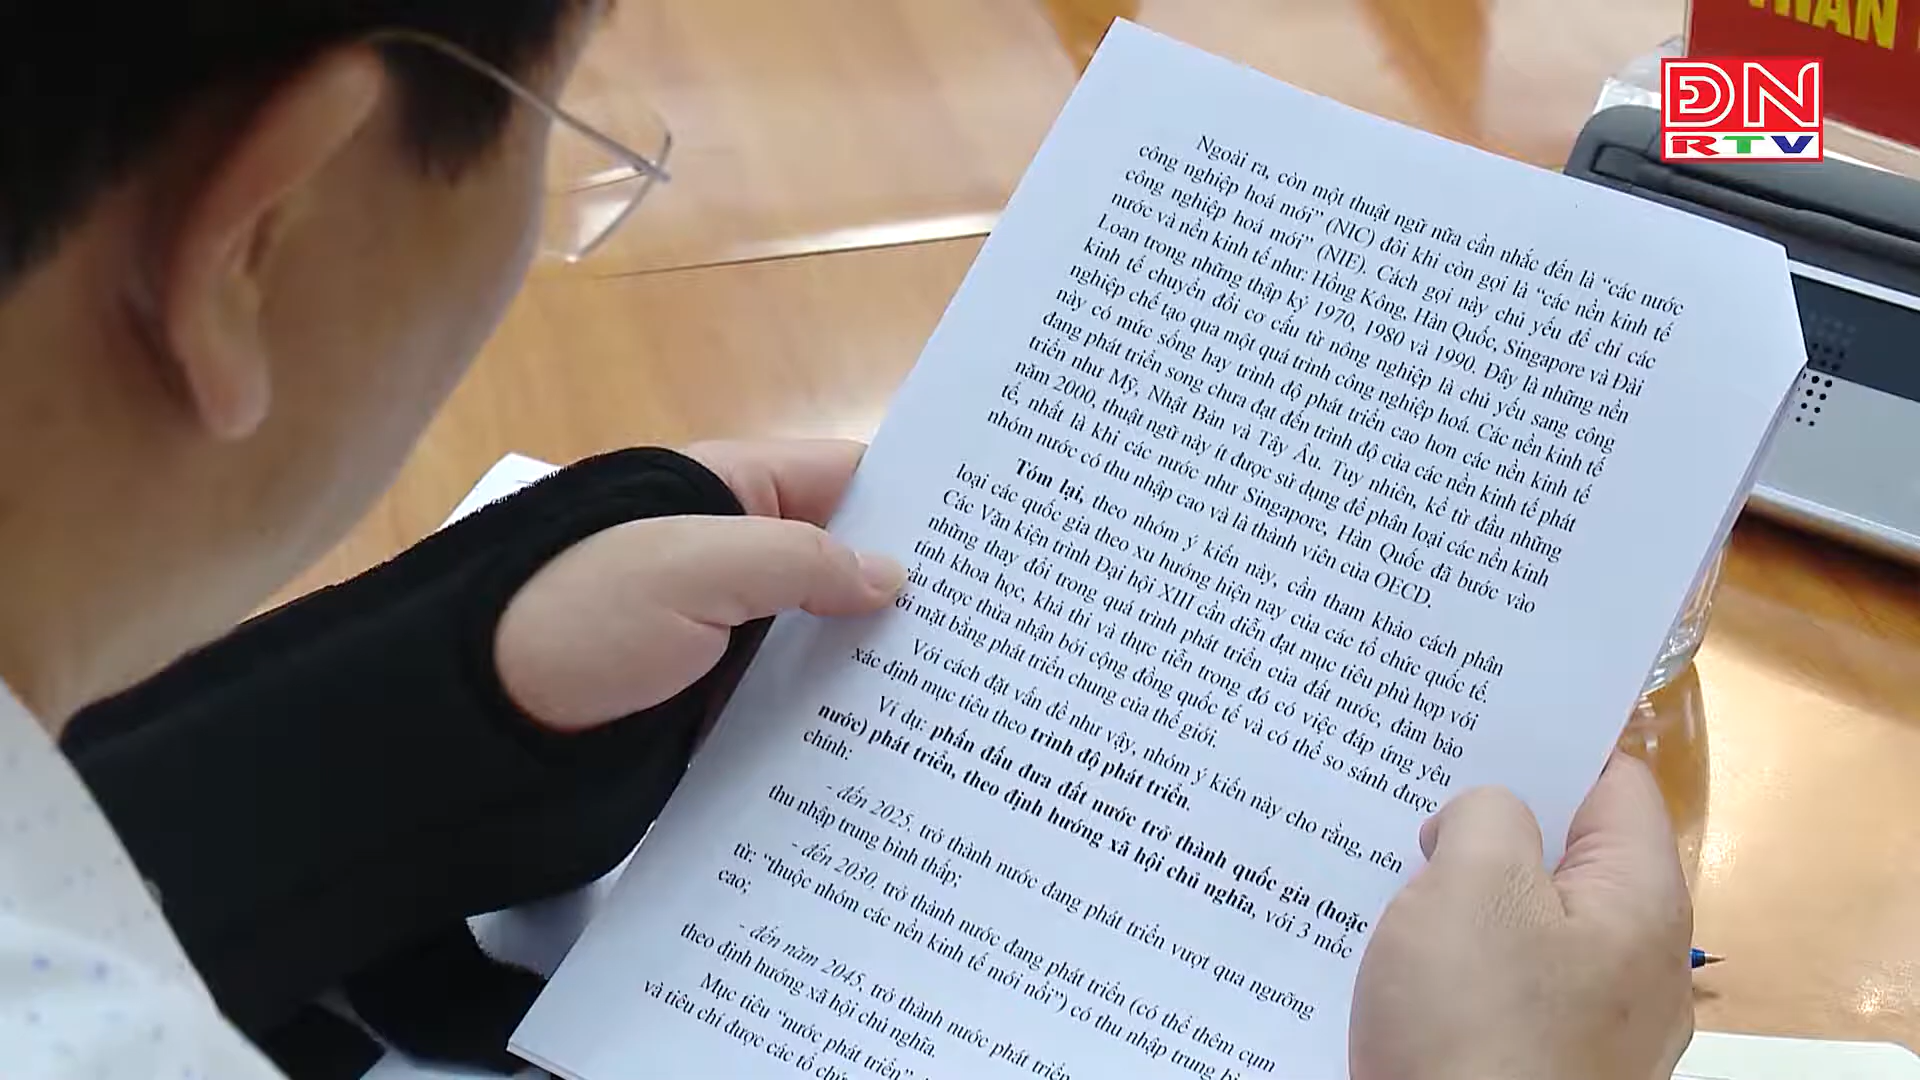 TRẦN
ĐN
RTV
Ngoài ra, còn một thuật ngữ nữa cần nhắc đến là “các nước
công nghiệp hoá mới” (NIC) đôi khi còn gọi là “các nền kinh tế
công nghiệp hoá mới” (NIE). Cách gọi này chủ yếu để chỉ các
nước và nền kinh tế như: Hồng Kông, Hàn Quốc, Singapore và Đài
Loan trong những thập kỷ 1970, 1980 và 1990. Đây là những nền
kinh tế chuyển đổi cơ cấu từ nông nghiệp là chủ yếu sang công
nghiệp chế tạo qua một quá trình công nghiệp hoá. Các nền kinh tế
này có mức sống hay trình độ phát triển cao hơn các nền kinh tế
đang phát triển song chưa đạt đến trình độ của các nền kinh tế phát
triển như Mỹ, Nhật Bản và Tây Âu. Tuy nhiên, kể từ đầu những
năm 2000, thuật ngữ này ít được sử dụng để phân loại các nền kinh
tế, nhất là khi các nước như Singapore, Hàn Quốc đã bước vào
nhóm nước có thu nhập cao và là thành viên của OECD.
Tóm lại, theo nhóm ý kiến này, cần tham khảo cách phân
loại các quốc gia theo xu hướng hiện nay của các tổ chức quốc tế.
Các Văn kiện trình Đại hội XIII cần diễn đạt mục tiêu phù hợp với
những thay đổi trong quá trình phát triển của đất nước, đảm bảo
tính khoa học, khả thi và thực tiễn trong đó có việc đáp ứng yêu
cầu được thừa nhận bởi cộng đồng quốc tế và có thể so sánh được
với mặt bằng phát triển chung của thế giới.
Với cách đặt vấn đề như vậy, nhóm ý kiến này cho rằng, nên
xác định mục tiêu theo trình độ phát triển.
Ví dụ: phấn đấu đưa đất nước trở thành quốc gia (hoặc
nước) phát triển, theo định hướng xã hội chủ nghĩa, với 3 mốc
chính:
- đến 2025, trở thành nước đang phát triển vượt qua ngưỡng
thu nhập trung bình thấp;
- đến 2030, trở thành nước đang phát triển (có thể thêm cụm
từ: “thuộc nhóm các nền kinh tế mới nổi”) có thu nhập trung
cao;
- đến năm 2045, trở thành nước phát triển
theo định hướng xã hội chủ nghĩa.
Mục tiêu “nước phát triển”
và tiêu chí được các tổ